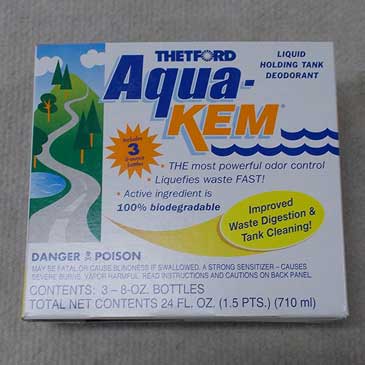 THETFORD
Aqua-
KEM®
LIQUID
HOLDING TANK
DEODORANT
Includes
3
8-ounce
bottles
• THE most powerful odor control
• Liquefies waste FAST!
• Active ingredient is
100% biodegradable
Improved
Waste Digestion &
Tank Cleaning!
DANGER POISON
MAY BE FATAL OR CAUSE BLINDNESS IF SWALLOWED. A STRONG SENSITIZER – CAUSES
SEVERE BURNS. VAPOR HARMFUL. READ INSTRUCTIONS AND CAUTIONS ON BACK PANEL.
CONTENTS: 3 – 8-OZ. BOTTLES
TOTAL NET CONTENTS 24 FL. OZ. (1.5 PTS.) (710 ml)